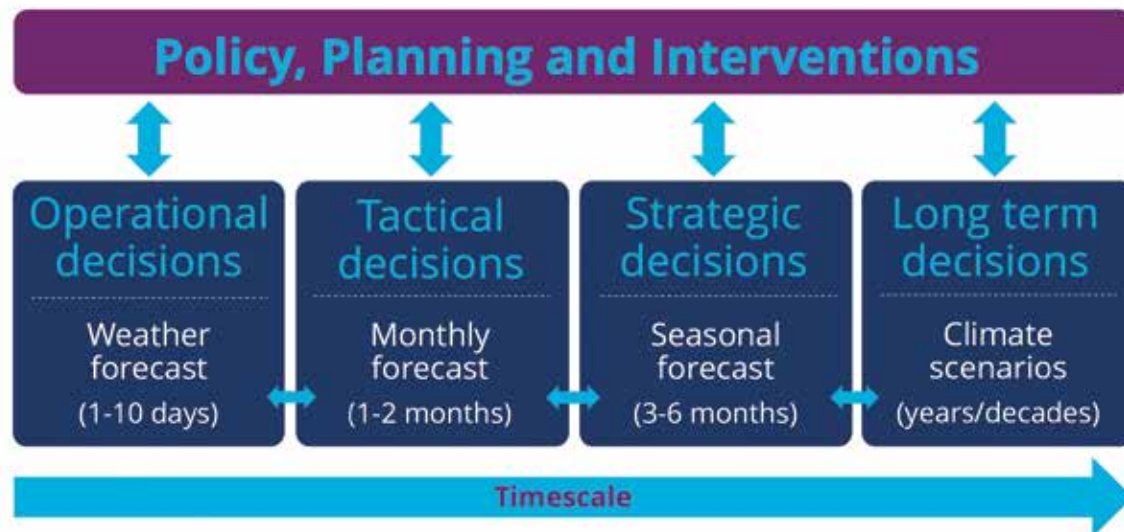 Policy, Planning and Interventions
Operational
decisions
Weather
forecast
(1-10 days)
Tactical
decisions
Monthly
forecast
(1-2 months)
Strategic
decisions
Seasonal
forecast
(3-6 months)
Long term
decisions
Climate
scenarios
(years/decades)
Timescale